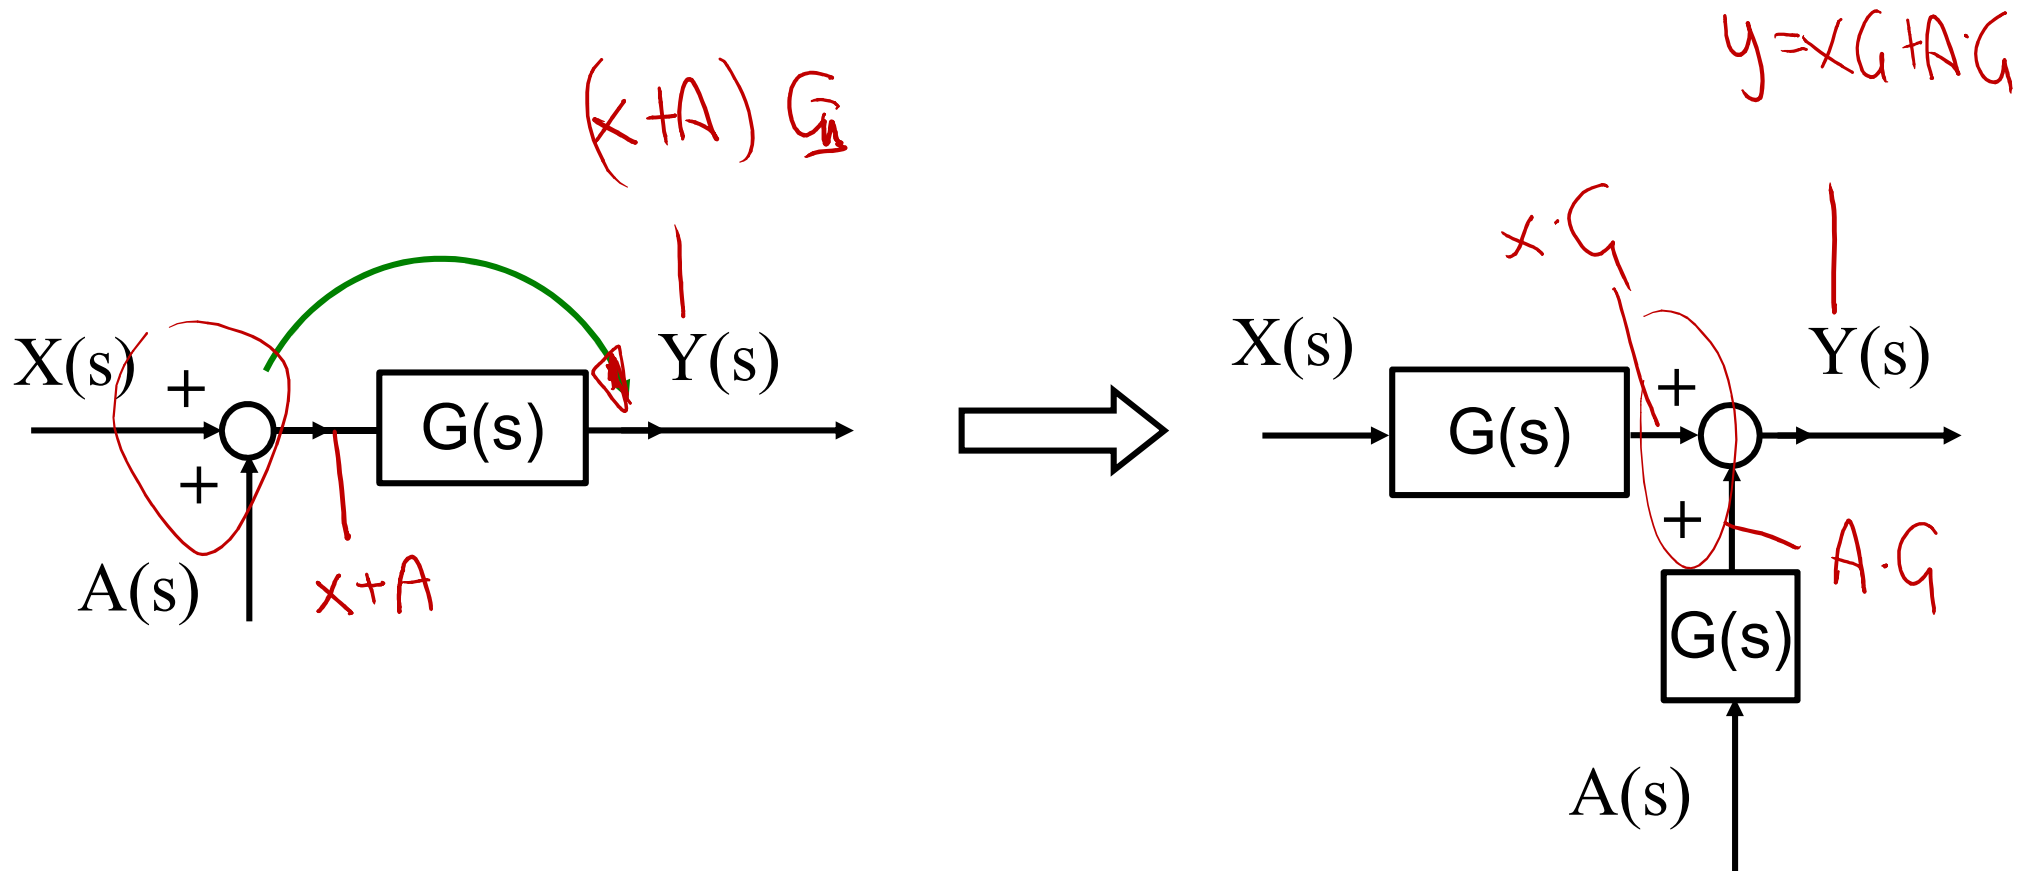 (x+A) G
y=xG+A·G
x·G
X(s)
+
Y(s)
G(s)
+
A(s)
x+A
X(s)
+
Y(s)
G(s)
+
A·G
G(s)
A(s)